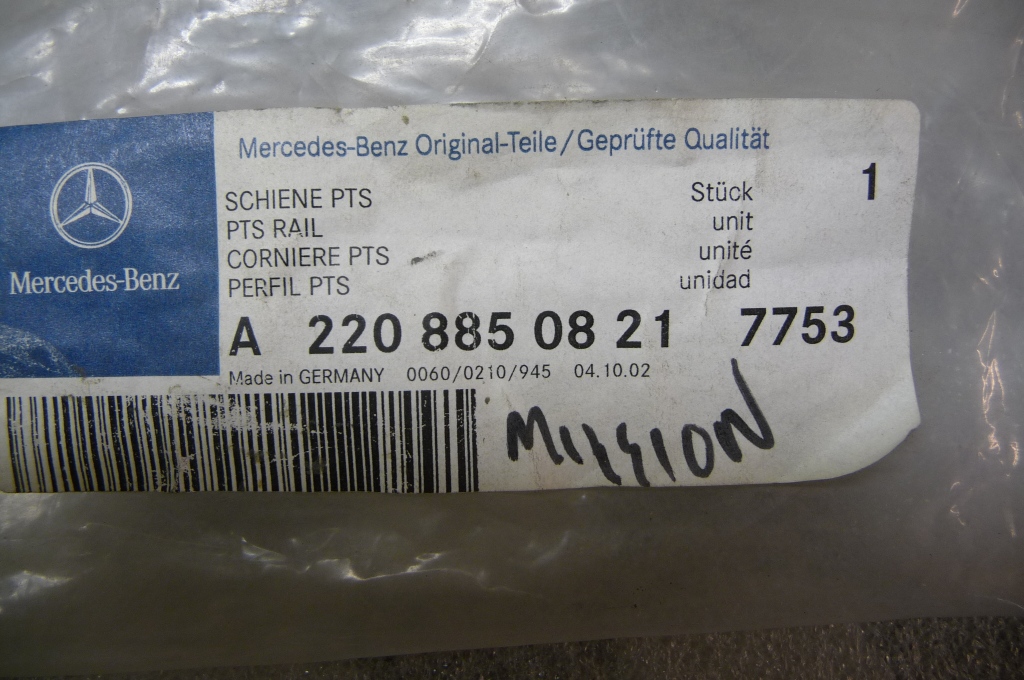 Mercedes-Benz Original-Teile/Geprüfte Qualität
Mercedes-Benz
SCHIENE PTS Stück 1
PTS RAIL unit
CORNIERE PTS unité
PERFIL PTS unidad
A 220 885 08 21 7753
Made in GERMANY 0060/0210/945 04.10.02
MISSION